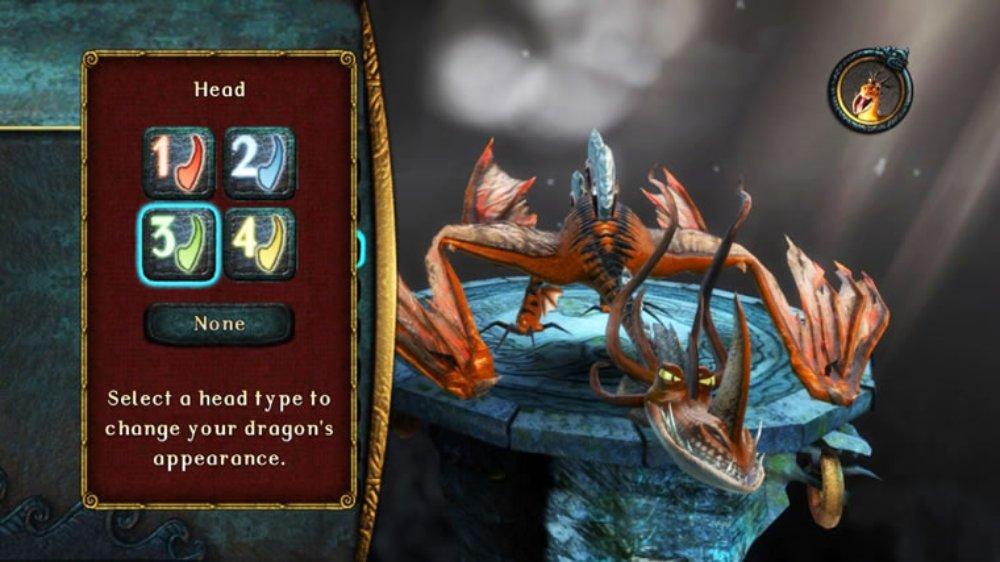 Head
1 2
3 4
None
Select a head type to
change your dragon's
appearance.